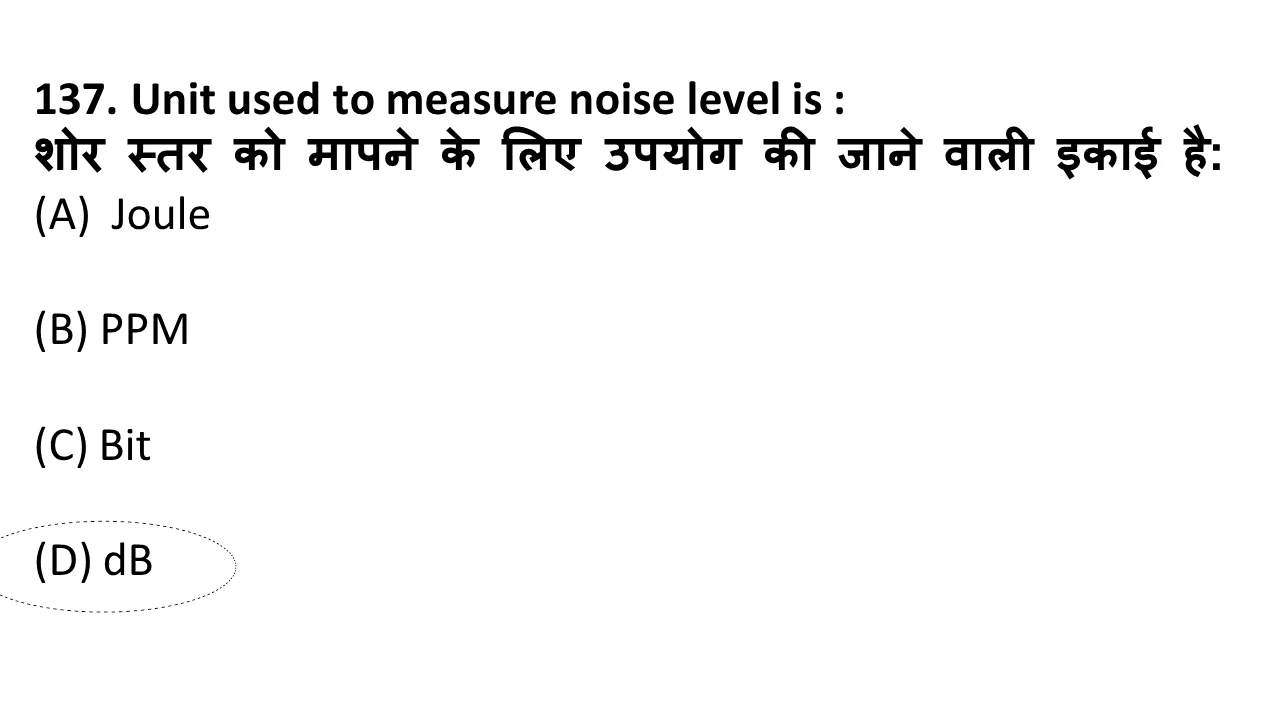 137. Unit used to measure noise level is :
शोर स्तर को मापने के लिए उपयोग की जाने वाली इकाई है:
(A) Joule
(B) PPM
(C) Bit
(D) dB